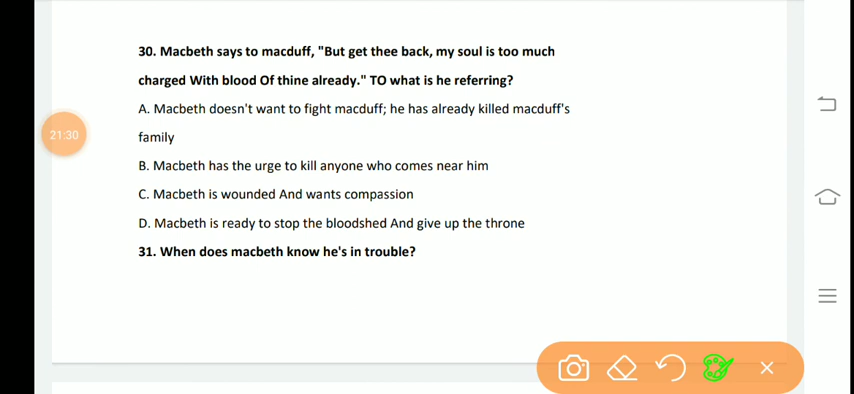 30. Macbeth says to macduff, "But get thee back, my soul is too much
charged With blood Of thine already." TO what is he referring?
A. Macbeth doesn't want to fight macduff; he has already killed macduff's
21:30
family
B. Macbeth has the urge to kill anyone who comes near him
C. Macbeth is wounded And wants compassion
D. Macbeth is ready to stop the bloodshed And give up the throne
31. When does macbeth know he's in trouble?